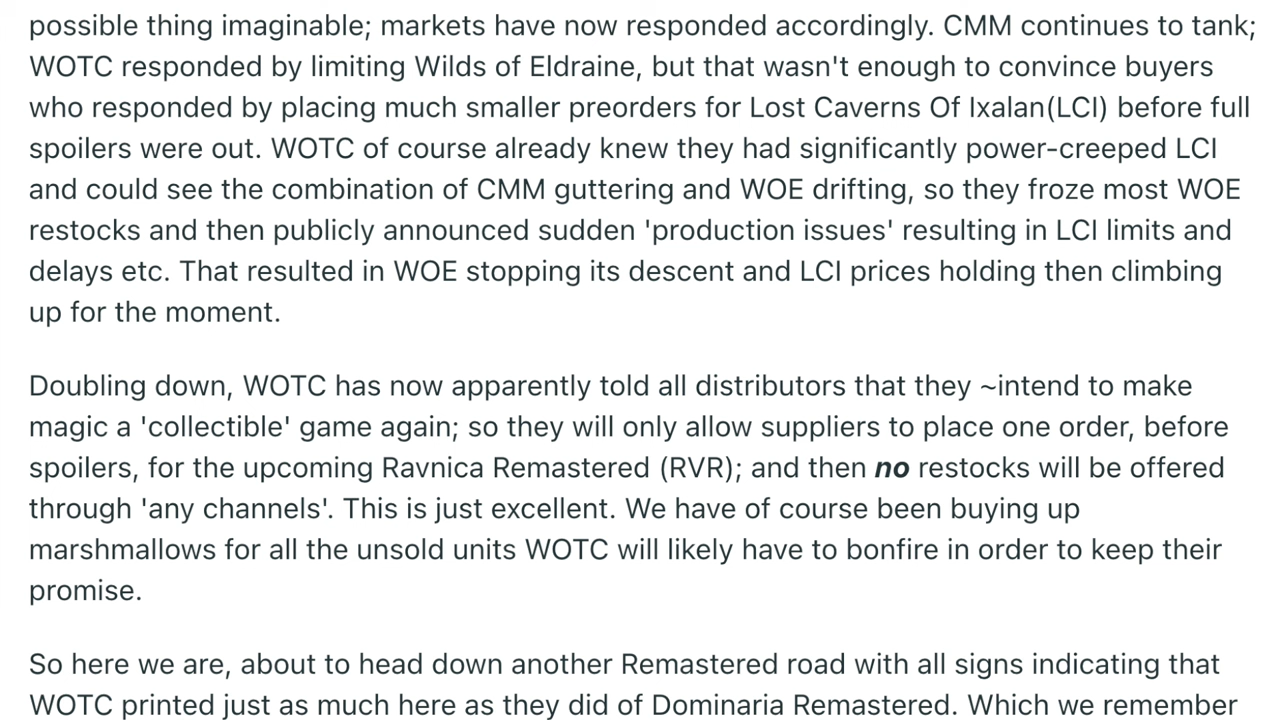 possible thing imaginable; markets have now responded accordingly. CMM continues to tank;
WOTC responded by limiting Wilds of Eldraine, but that wasn't enough to convince buyers
who responded by placing much smaller preorders for Lost Caverns Of Ixalan(LCI) before full
spoilers were out. WOTC of course already knew they had significantly power-creeped LCI
and could see the combination of CMM guttering and WOE drifting, so they froze most WOE
restocks and then publicly announced sudden 'production issues' resulting in LCI limits and
delays etc. That resulted in WOE stopping its descent and LCI prices holding then climbing
up for the moment.
Doubling down, WOTC has now apparently told all distributors that they ~intend to make
magic a 'collectible' game again; so they will only allow suppliers to place one order, before
spoilers, for the upcoming Ravnica Remastered (RVR); and then no restocks will be offered
through 'any channels'. This is just excellent. We have of course been buying up
marshmallows for all the unsold units WOTC will likely have to bonfire in order to keep their
promise.
So here we are, about to head down another Remastered road with all signs indicating that
WOTC printed just as much here as they did of Dominaria Remastered. Which we remember